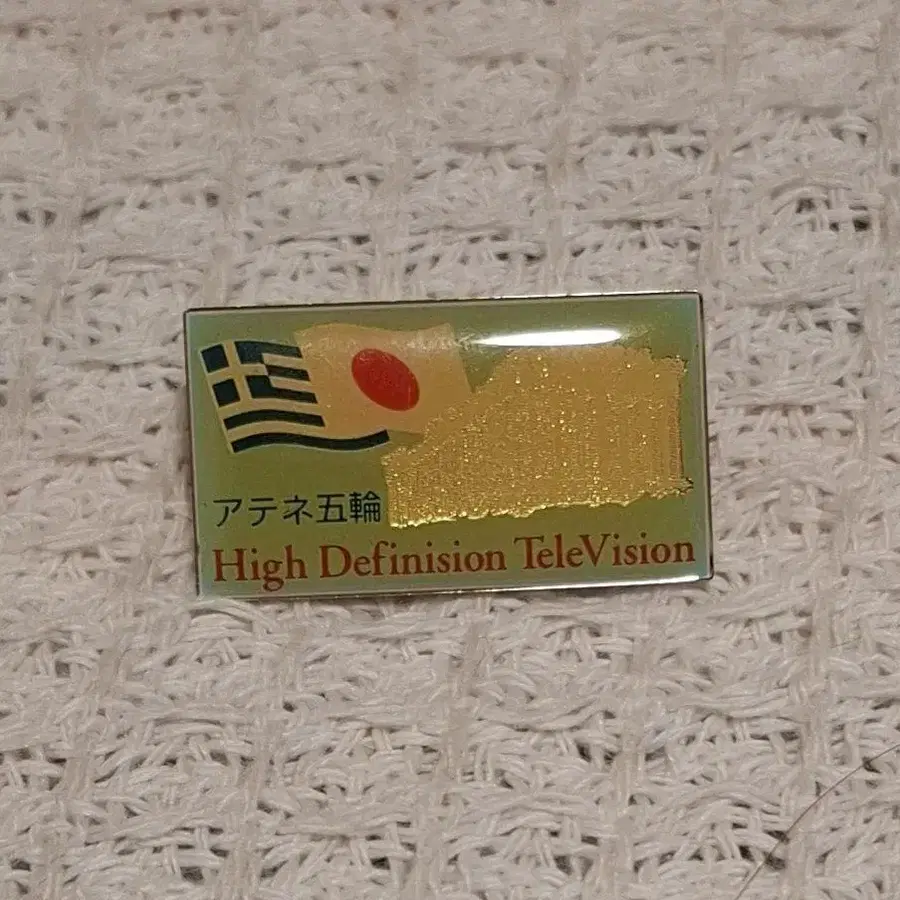 アテネ五輪
High Definision TeleVision